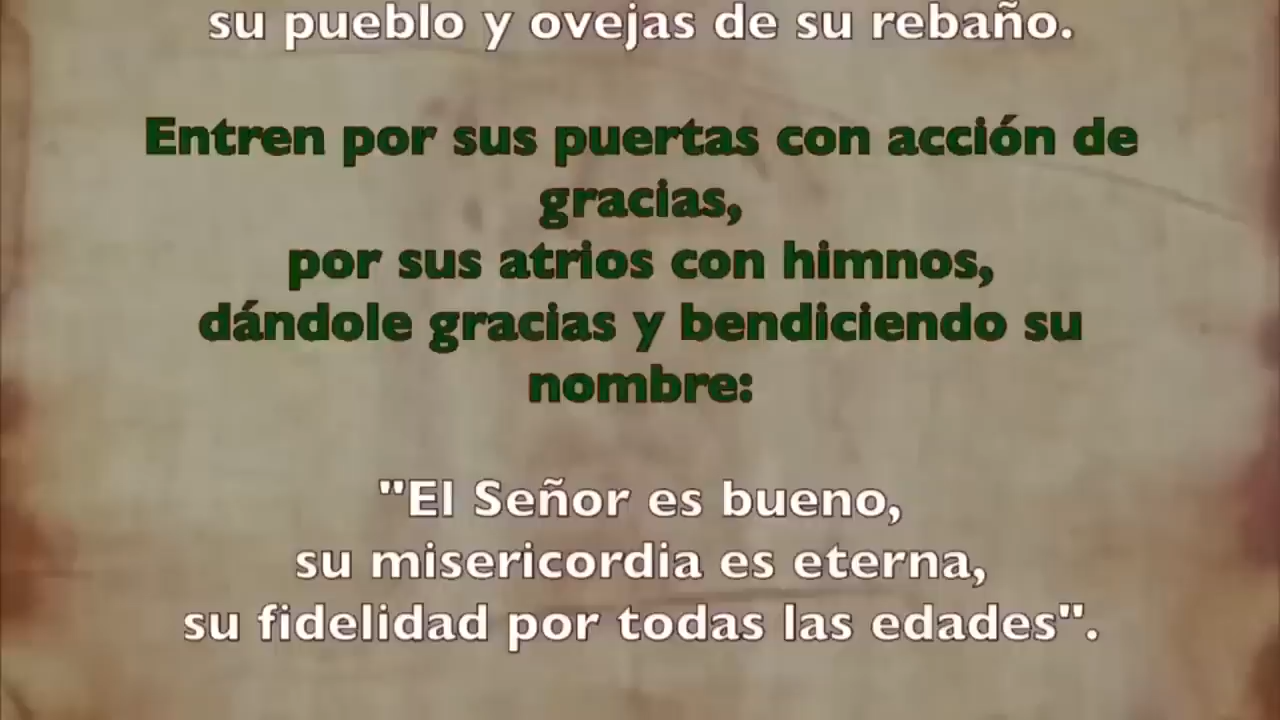 su pueblo y ovejas de su rebaño.
Entren por sus puertas con acción de
gracias,
por sus atrios con himnos,
dándole gracias y bendiciendo su
nombre:
"El Señor es bueno,
su misericordia es eterna,
su fidelidad por todas las edades".